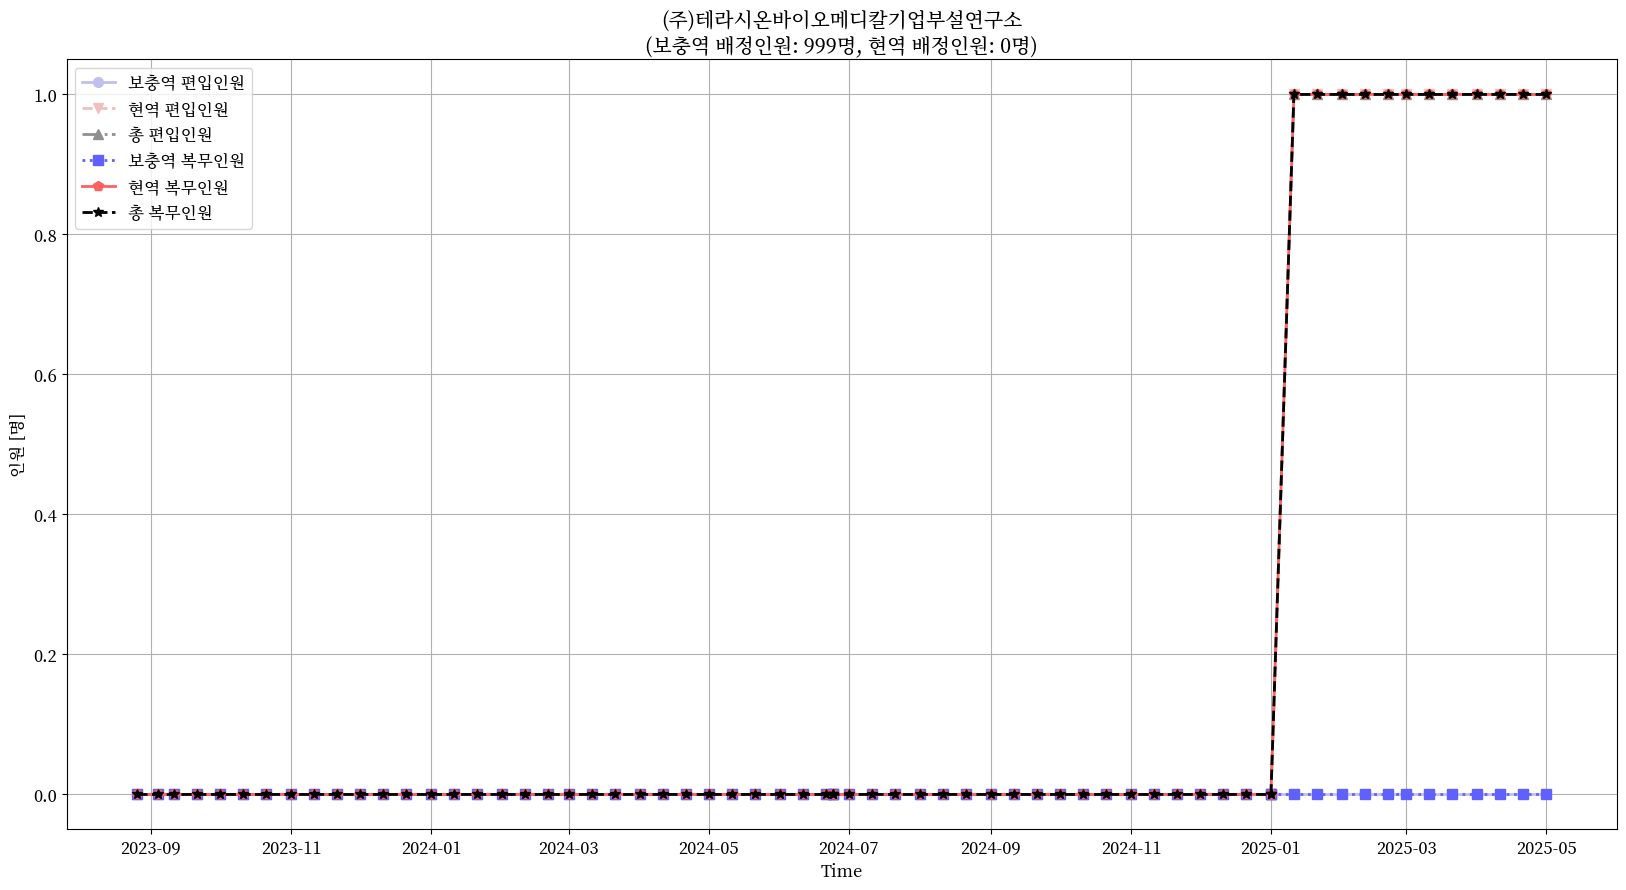 (주)테라시온바이오메디칼기업부설연구소
(보충역 배정인원: 999명, 현역 배정인원: 0명)
보충역 편입인원
현역 편입인원
총 편입인원
보충역 복무인원
현역 복무인원
총 복무인원
1.0
0.8
0.6
0.4
0.2
0.0
인원 [명]
2023-09
2023-11
2024-01
2024-03
2024-05
2024-07
2024-09
2024-11
2025-01
2025-03
2025-05
Time